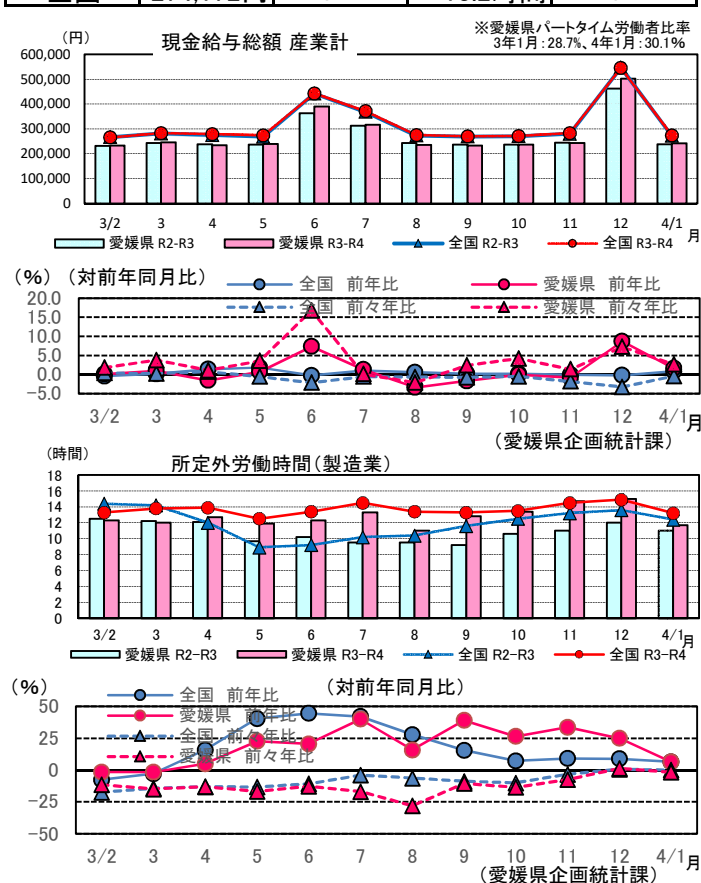 ※愛媛県パートタイム労働者比率
3年1月:28.7%、4年1月:30.1%
(円)
現金給与総額 産業計
600,000
500,000
400,000
300,000
200,000
100,000
0
3/2 3 4 5 6 7 8 9 10 11 12 4/1 月
愛媛県 R2-R3 愛媛県 R3-R4 全国 R2-R3 全国 R3-R4
(%) (対前年同月比)
全国 前年比 愛媛県 前年比
全国 前々年比 愛媛県 前々年比
20.0
15.0
10.0
5.0
0.0
-5.0
3/2 3 4 5 6 7 8 9 10 11 12 4/1 月
(愛媛県企画統計課)
(時間)
所定外労働時間(製造業)
18
16
14
12
10
8
6
4
2
0
3/2 3 4 5 6 7 8 9 10 11 12 4/1 月
愛媛県 R2-R3 愛媛県 R3-R4 全国 R2-R3 全国 R3-R4
(%) (対前年同月比)
全国 前年比
愛媛県 前年比
全国 前々年比
愛媛県 前々年比
50
25
0
-25
-50
3/2 3 4 5 6 7 8 9 10 11 12 4/1 月
(愛媛県企画統計課)